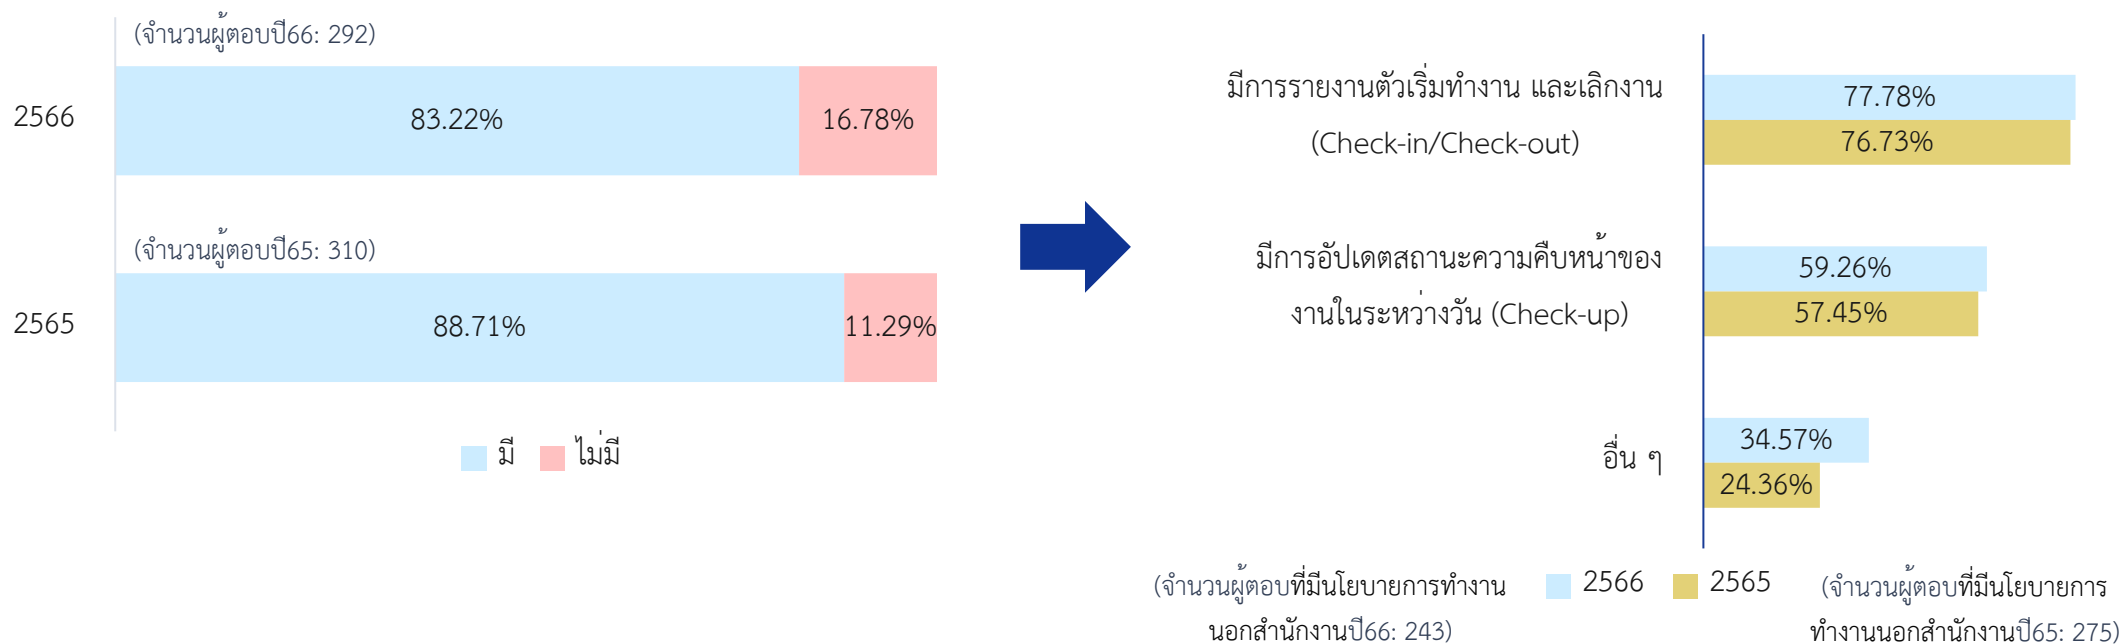 (จำนวนผู้ตอบปี66: 292)
2566
83.22%
16.78%
(จำนวนผู้ตอบปี65: 310)
2565
88.71%
11.29%
มี
ไม่มี
มีการรายงานตัวเริ่มทำงาน และเลิกงาน
(Check-in/Check-out)
77.78%
76.73%
มีการอัปเดตสถานะความคืบหน้าของ
งานในระหว่างวัน (Check-up)
59.26%
57.45%
อื่น ๆ
34.57%
24.36%
(จำนวนผู้ตอบที่มีนโยบายการทำงาน
นอกสำนักงานปี66: 243)
2566
2565
(จำนวนผู้ตอบที่มีนโยบายการ
ทำงานนอกสำนักงานปี65: 275)